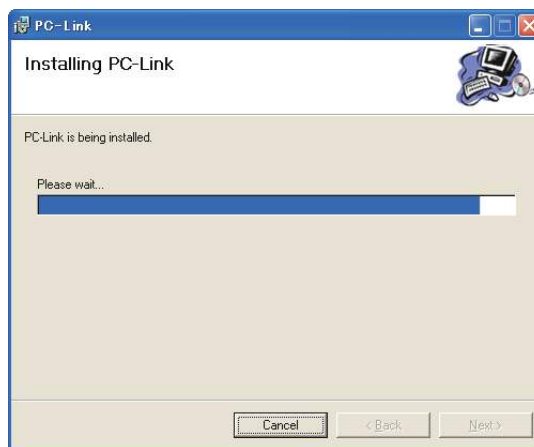 PC-Link
Installing PC-Link
PC-Link is being installed.
Please wait...
Cancel
< Back
Next >